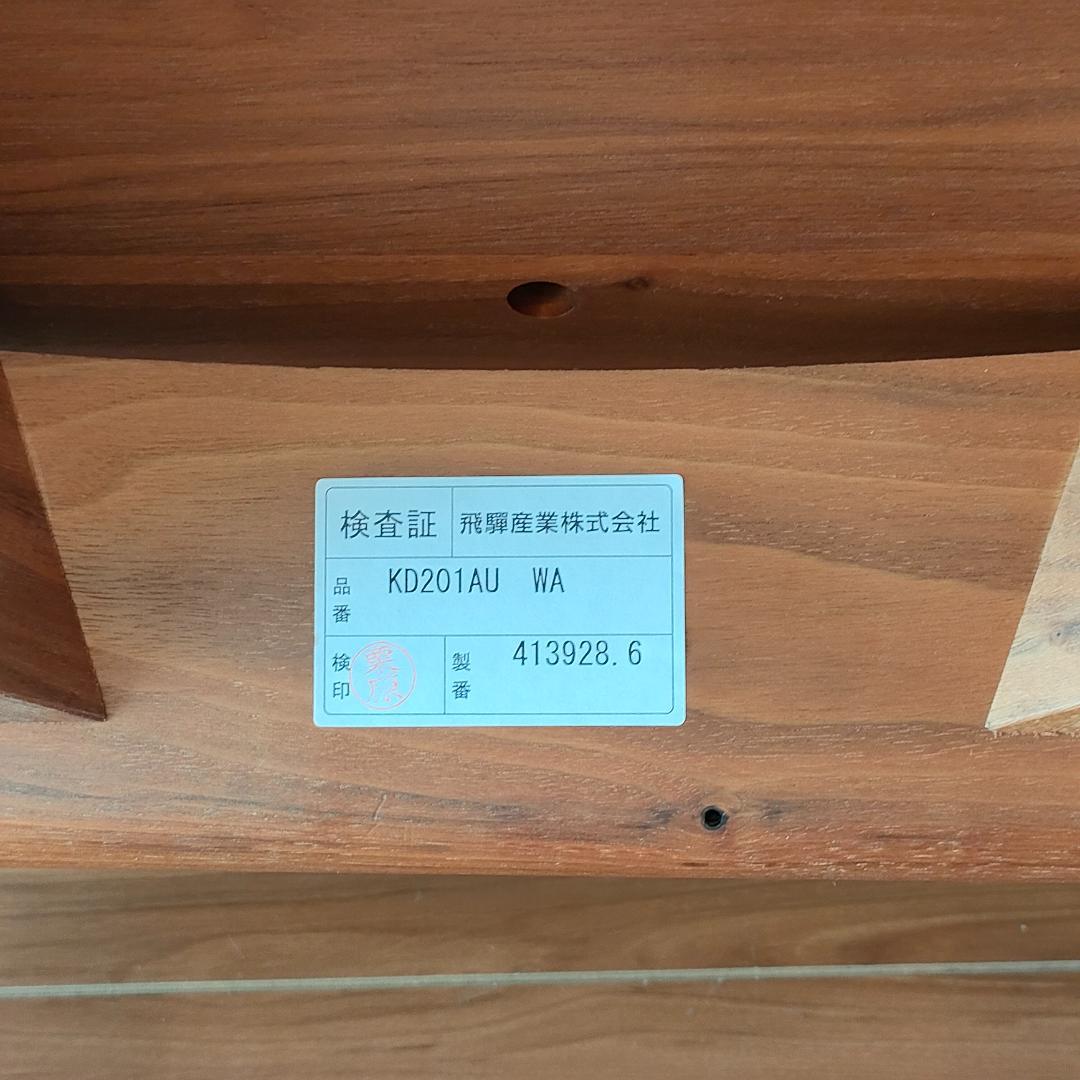 検査証 飛驒産業株式会社
品番 KD201AU WA
検印 製番 413928.6